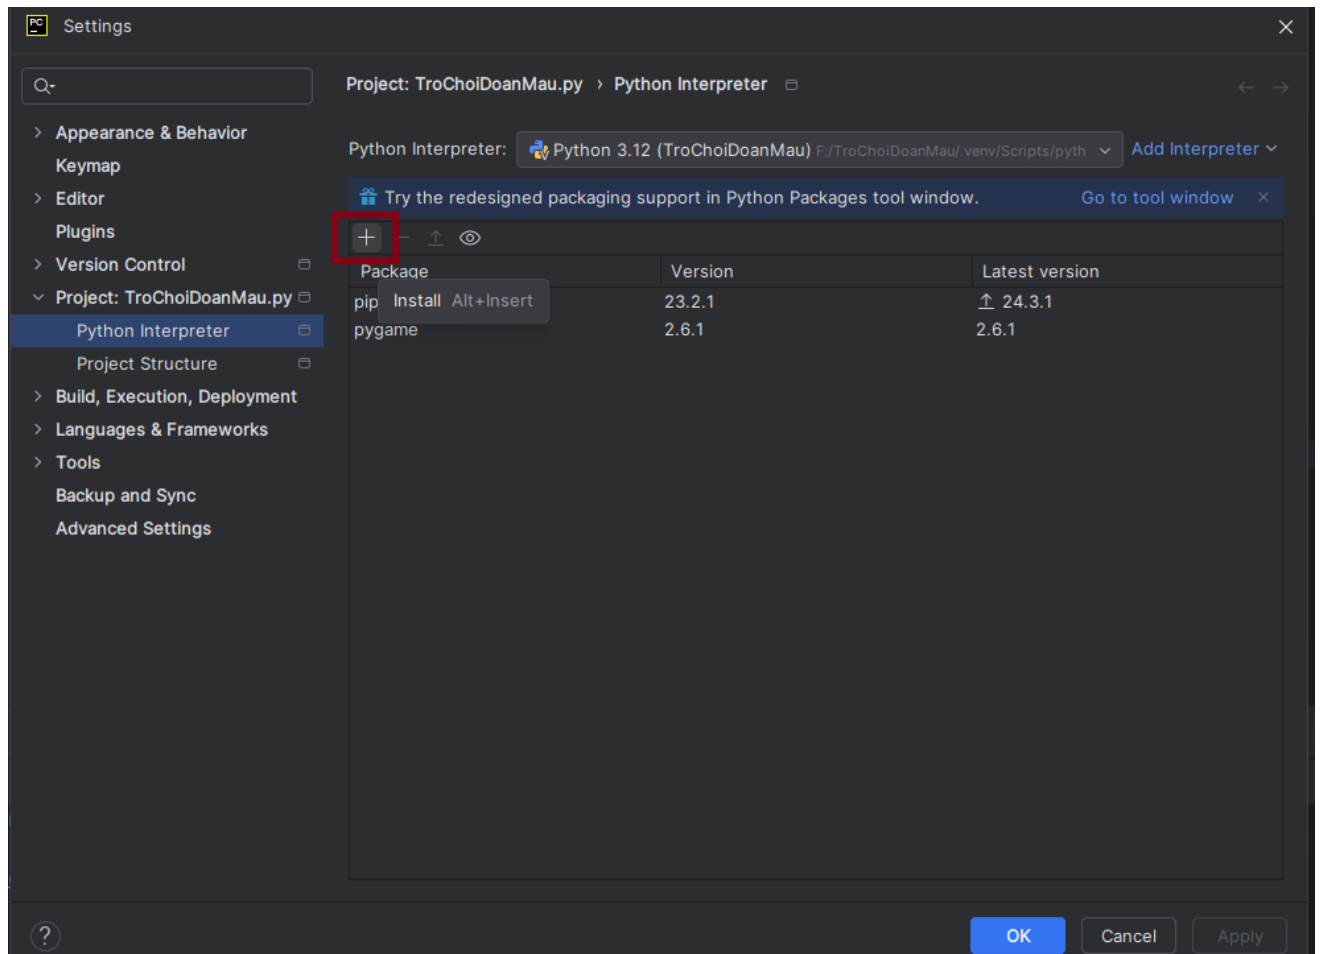 PC Settings
Project: TroChoiDoanMau.py › Python Interpreter
Appearance & Behavior
Keymap
Editor
Plugins
Version Control
Project: TroChoiDoanMau.py
Python Interpreter
Project Structure
Build, Execution, Deployment
Languages & Frameworks
Tools
Backup and Sync
Advanced Settings
Python Interpreter: Python 3.12 (TroChoiDoanMau) F:/TroChoiDoanMau/.venv/Scripts/pyth Add Interpreter
Try the redesigned packaging support in Python Packages tool window. Go to tool window
Package Version Latest version
pip 23.2.1 24.3.1
Install Alt+Insert
pygame 2.6.1 2.6.1
? OK Cancel Apply